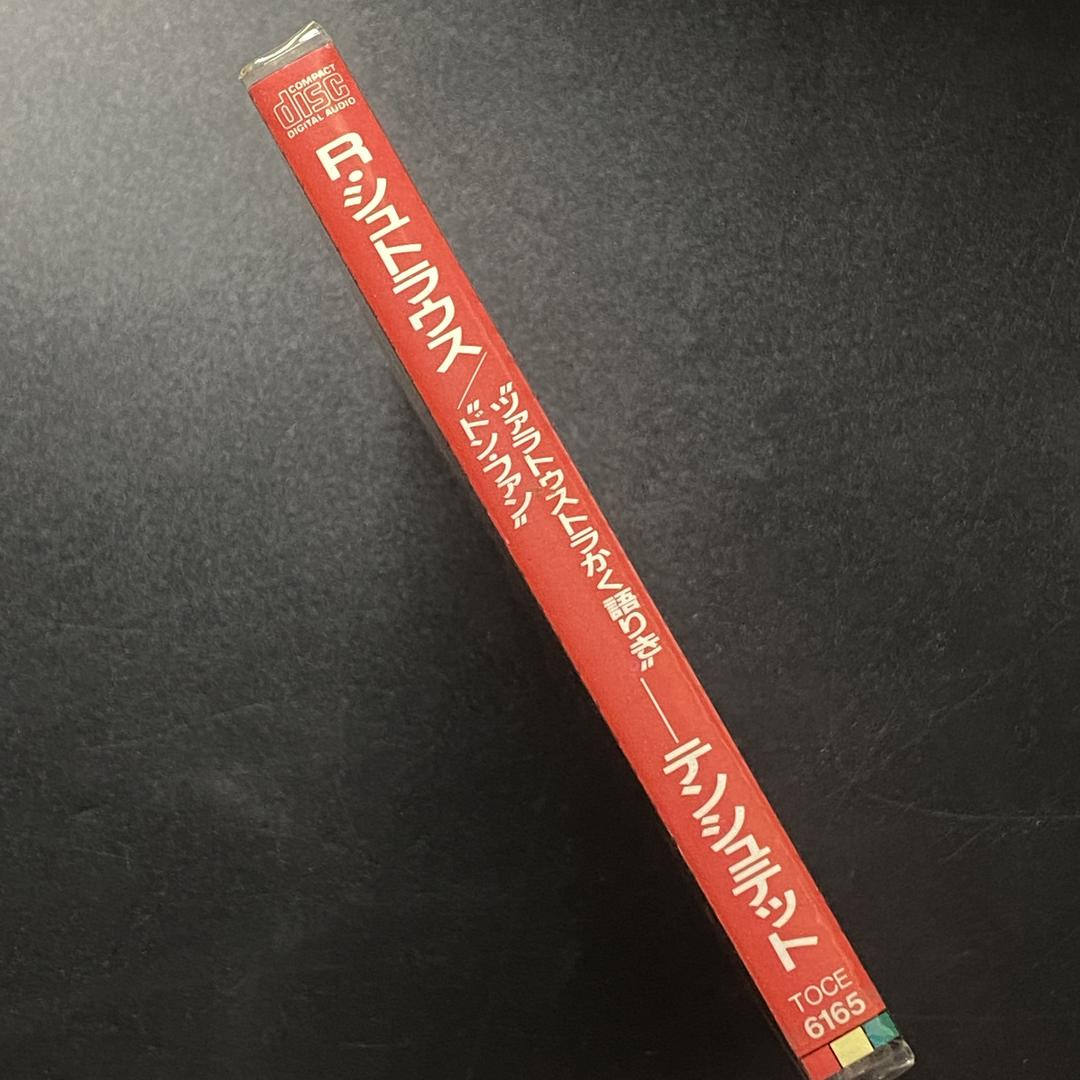 COMPACT
disc
DIGITAL AUDIO
R・シュトラウス／
“ツァラトゥストラかく語りき”
“ドン・ファン”
——テンシュテット
TOCE
6165